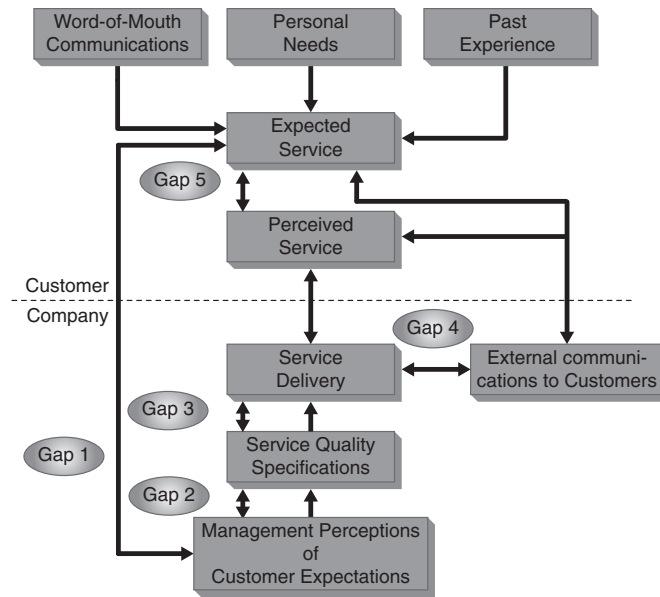 Word-of-Mouth
Communications
Personal
Needs
Past
Experience
Expected
Service
Gap 5
Perceived
Service
Customer
Company
Gap 4
Service
Delivery
External communi-
cations to Customers
Gap 3
Service Quality
Specifications
Gap 1
Gap 2
Management Perceptions
of
Customer Expectations